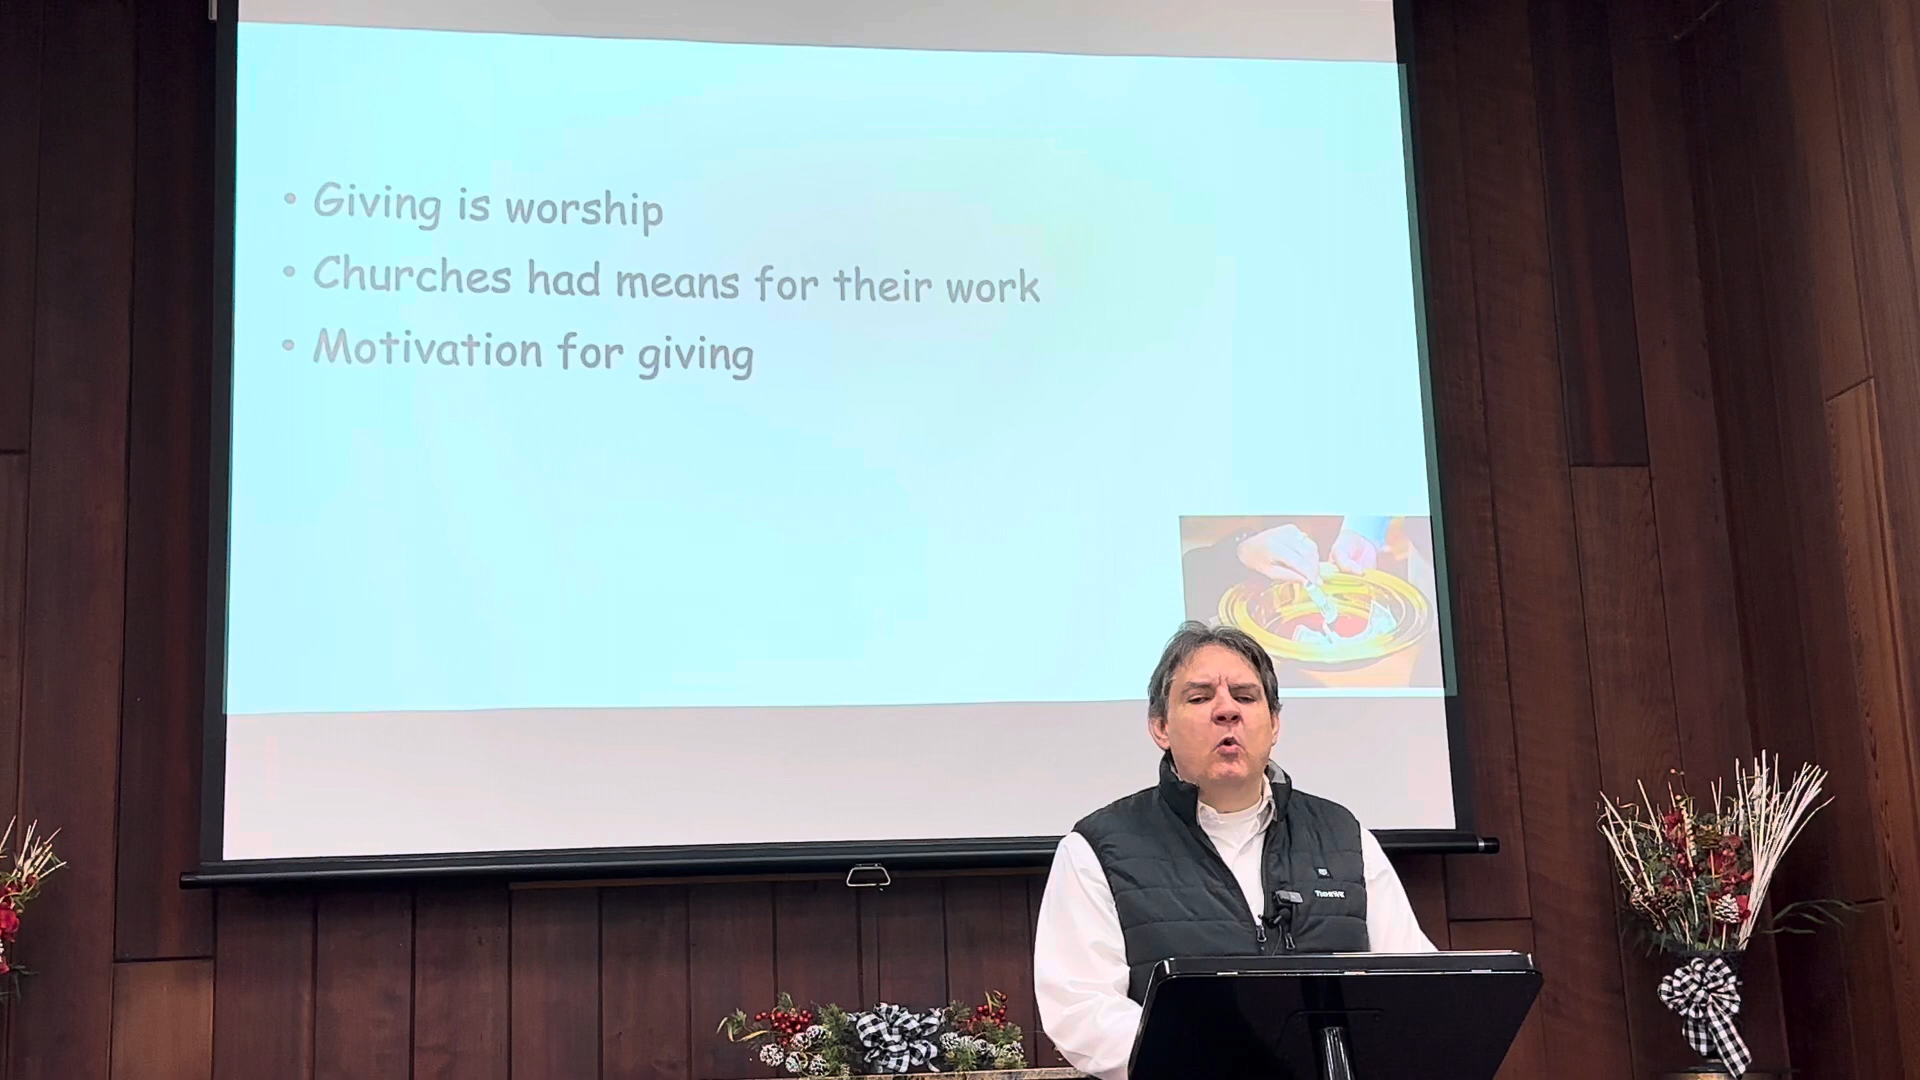 • Giving is worship
• Churches had means for their work
• Motivation for giving